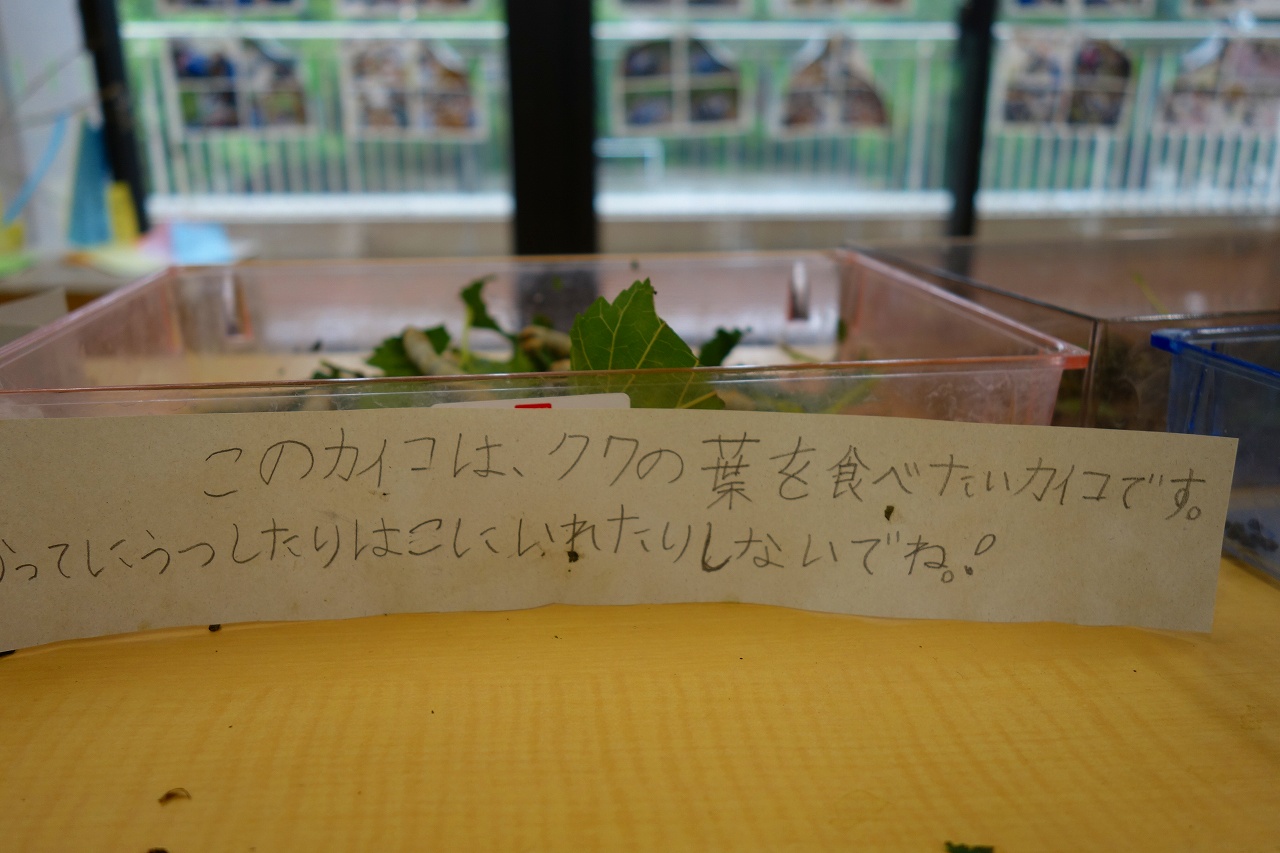 このカイコは、クワの葉を食べたいカイコです。
ってにうつしたりはこにいれたりしないでね。!